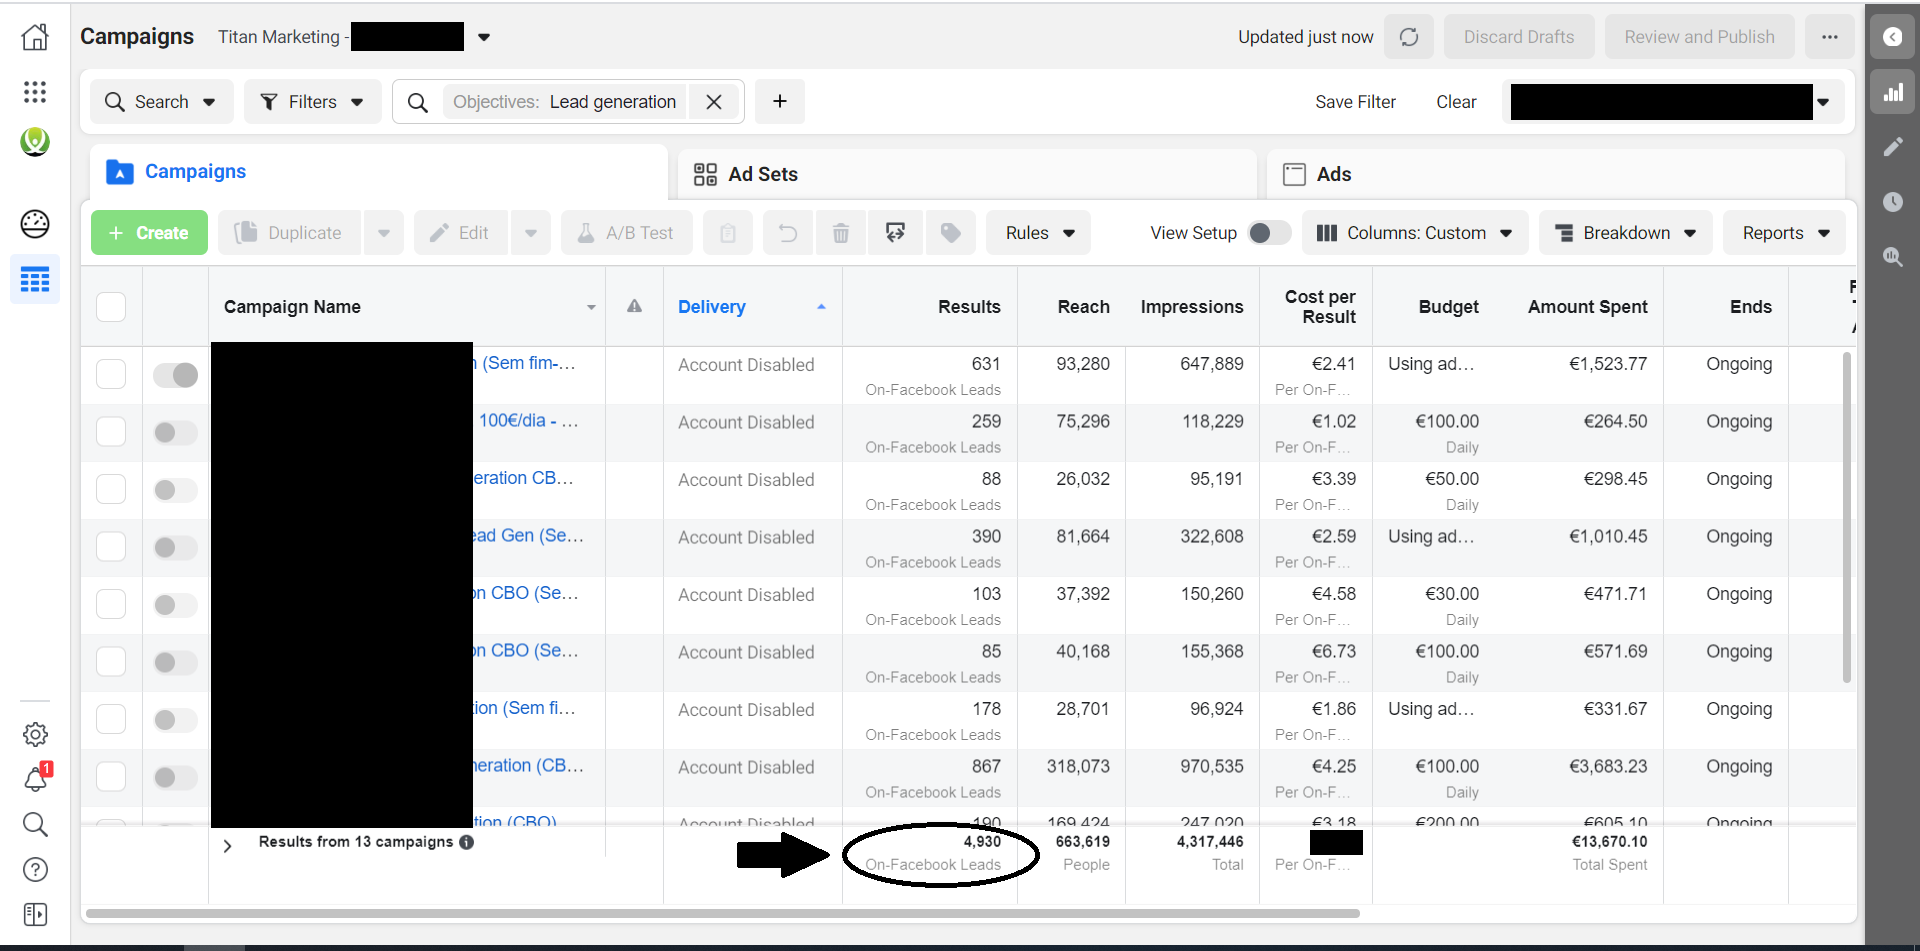 Campaigns Titan Marketing - Updated just now Discard Drafts Review and Publish
Search Filters Objectives: Lead generation Save Filter Clear
Campaigns Ad Sets Ads
+ Create Duplicate Edit A/B Test Rules View Setup Columns: Custom Breakdown Reports
Campaign Name Delivery Results Reach Impressions Cost per Result Budget Amount Spent Ends
(Sem fim-... Account Disabled 631 93,280 647,889 €2.41 Using ad... €1,523.77 Ongoing
On-Facebook Leads Per On-F...
100€/dia - ... Account Disabled 259 75,296 118,229 €1.02 €100.00 €264.50 Ongoing
On-Facebook Leads Per On-F... Daily
eration CB... Account Disabled 88 26,032 95,191 €3.39 €50.00 €298.45 Ongoing
On-Facebook Leads Per On-F... Daily
ead Gen (Se... Account Disabled 390 81,664 322,608 €2.59 Using ad... €1,010.45 Ongoing
On-Facebook Leads Per On-F...
on CBO (Se... Account Disabled 103 37,392 150,260 €4.58 €30.00 €471.71 Ongoing
On-Facebook Leads Per On-F... Daily
on CBO (Se... Account Disabled 85 40,168 155,368 €6.73 €100.00 €571.69 Ongoing
On-Facebook Leads Per On-F... Daily
tion (Sem fi... Account Disabled 178 28,701 96,924 €1.86 Using ad... €331.67 Ongoing
On-Facebook Leads Per On-F...
neration (CB... Account Disabled 867 318,073 970,535 €4.25 €100.00 €3,683.23 Ongoing
On-Facebook Leads Per On-F... Daily
tion (CBO) Account Disabled 190 169,424 247,020 €3.18 €200.00 €605.10 Ongoing
Results from 13 campaigns 4,930 663,619 4,317,446 €13,670.10
On-Facebook Leads People Total Per On-F... Total Spent
1